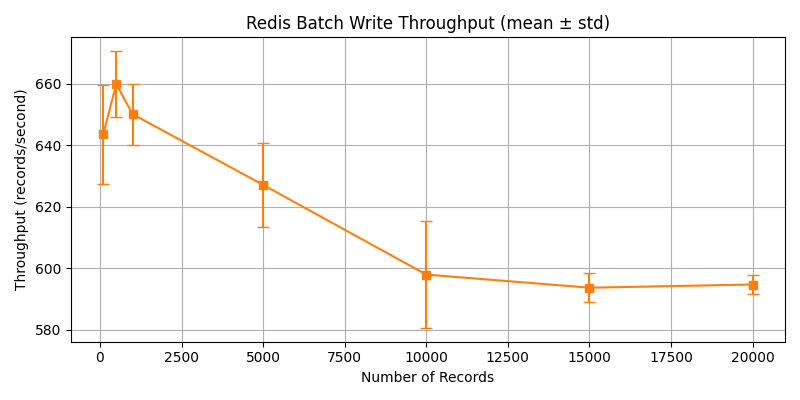 Redis Batch Write Throughput (mean ± std)
Throughput (records/second)
660
640
620
600
580
0 2500 5000 7500 10000 12500 15000 17500 20000
Number of Records